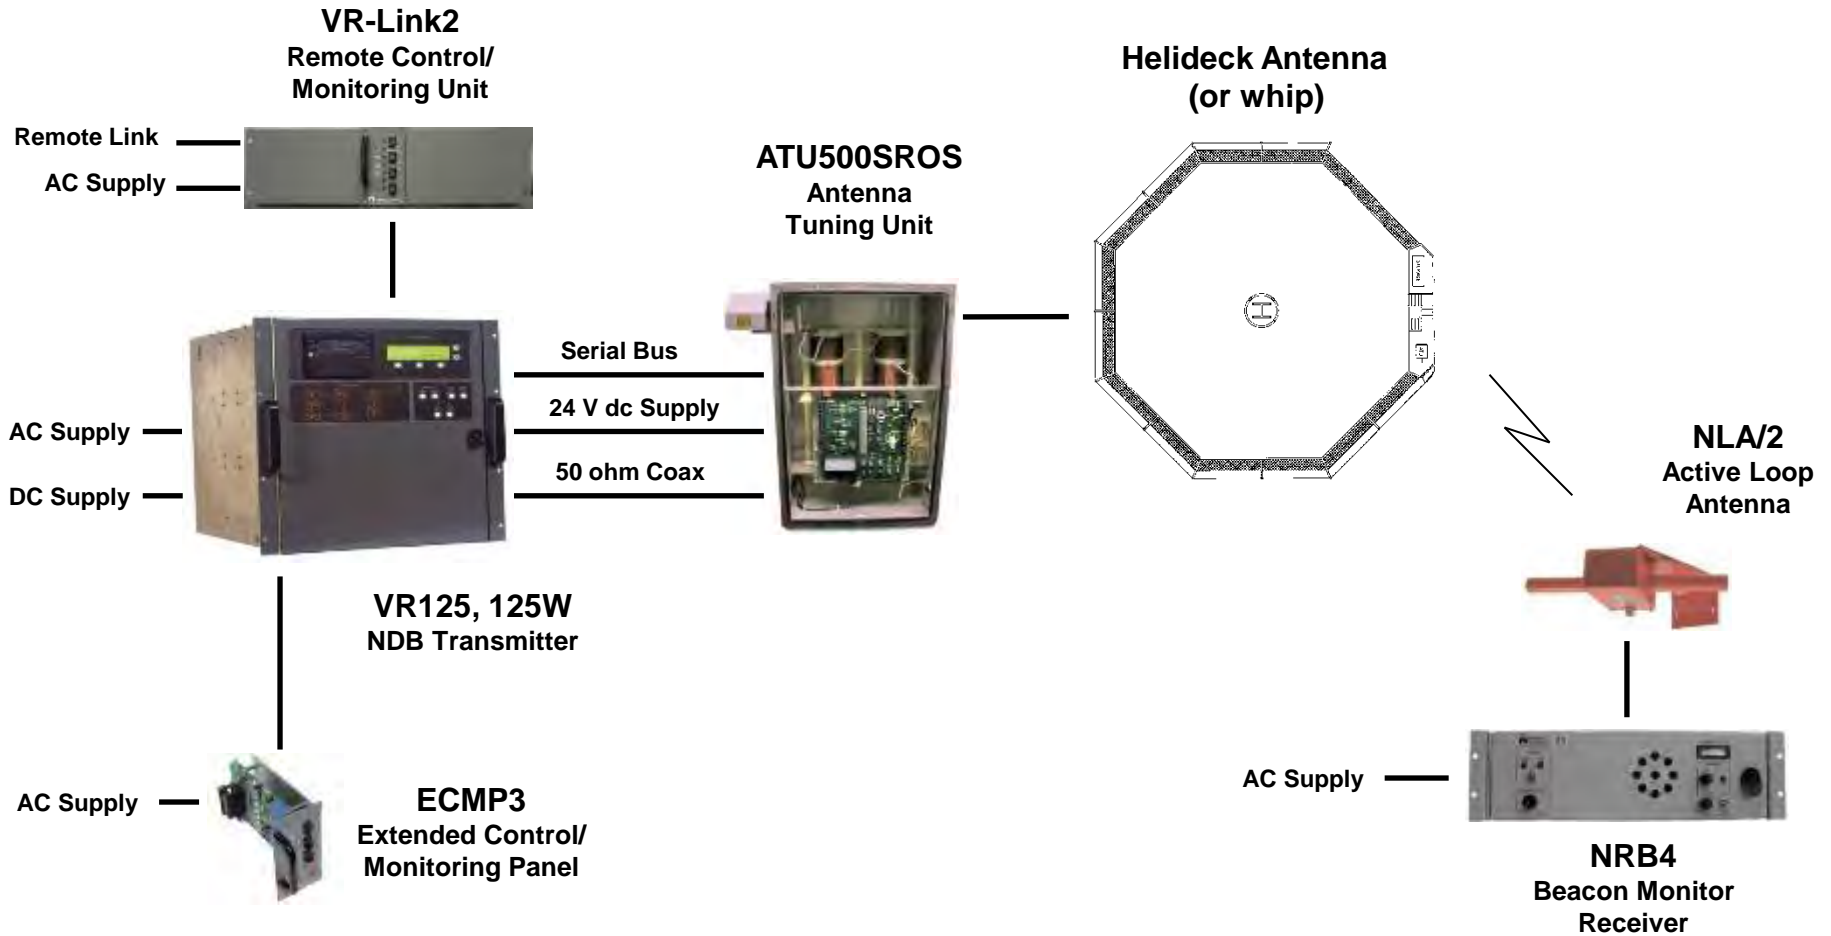 VR-Link2
Remote Control/
Monitoring Unit
Remote Link
AC Supply
Helideck Antenna
(or whip)
ATU500SROS
Antenna
Tuning Unit
H
Serial Bus
24 V dc Supply
50 ohm Coax
AC Supply
DC Supply
VR125, 125W
NDB Transmitter
NLA/2
Active Loop
Antenna
AC Supply
ECMP3
Extended Control/
Monitoring Panel
AC Supply
NRB4
Beacon Monitor
Receiver